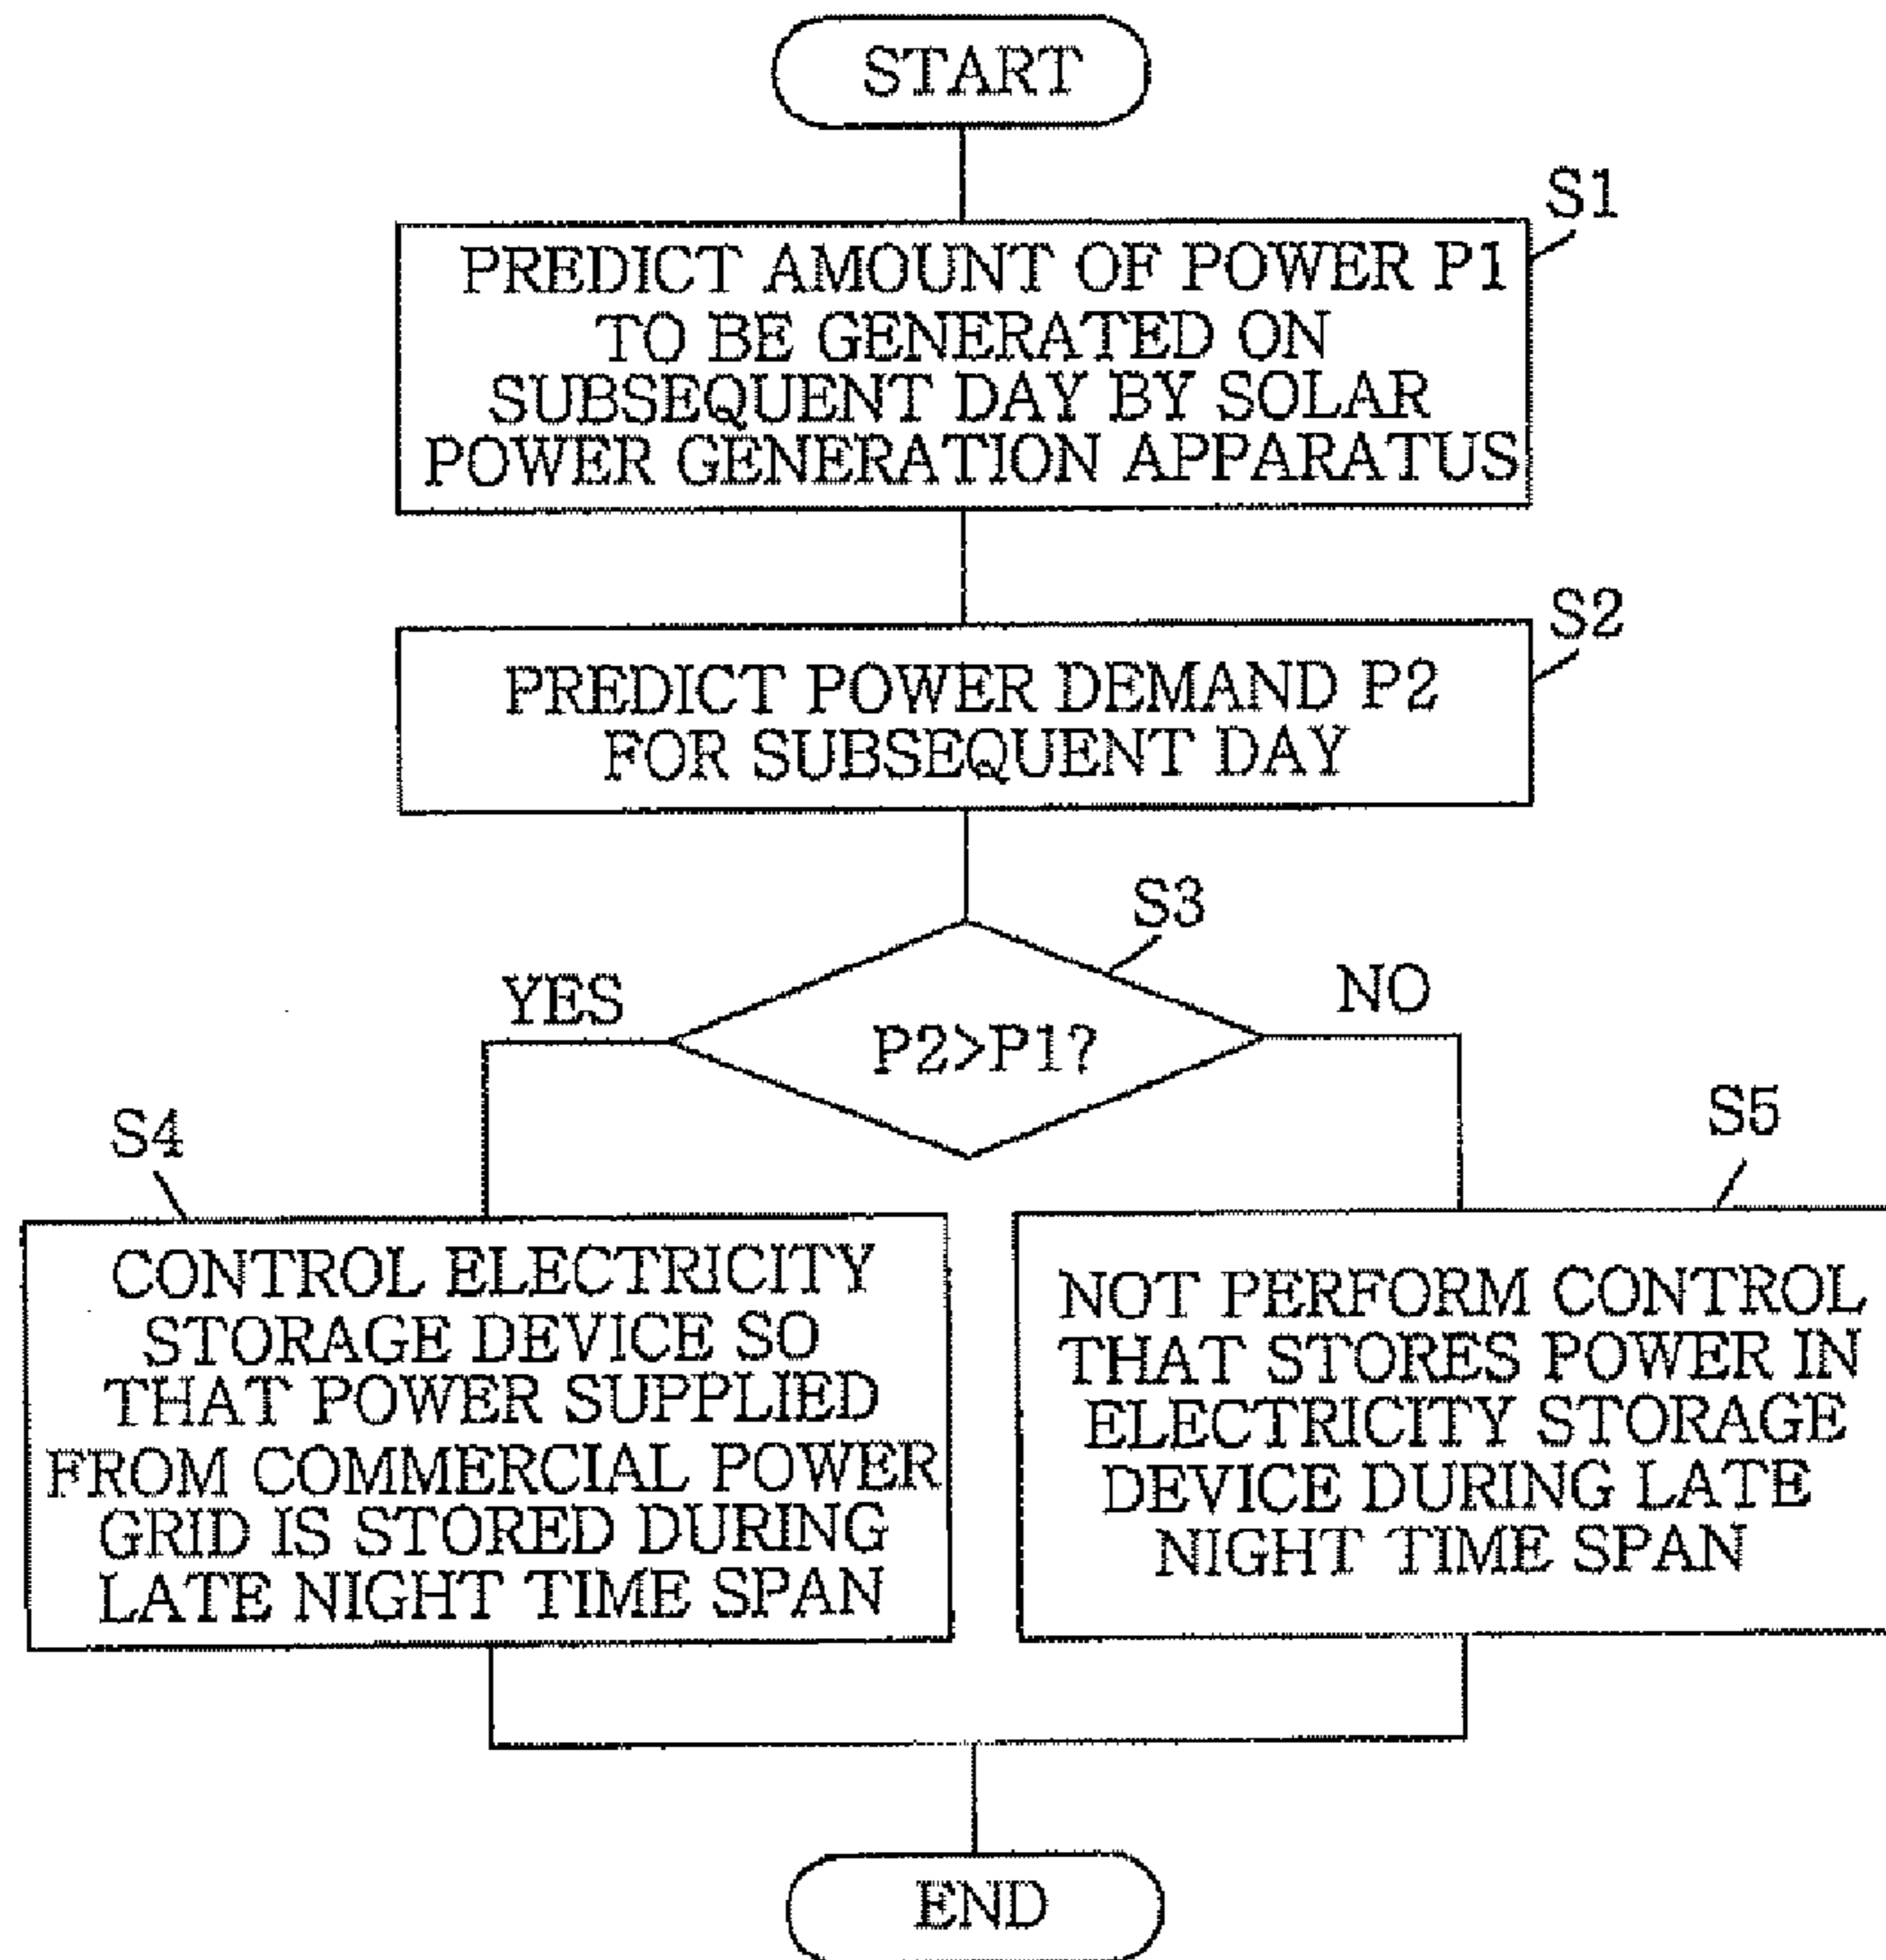 START
S1
PREDICT AMOUNT OF POWER P1
TO BE GENERATED ON
SUBSEQUENT DAY BY SOLAR
POWER GENERATION APPARATUS
S2
PREDICT POWER DEMAND P2
FOR SUBSEQUENT DAY
S3
YES
NO
P2>P1?
S4
CONTROL ELECTRICITY
STORAGE DEVICE SO
THAT POWER SUPPLIED
FROM COMMERCIAL POWER
GRID IS STORED DURING
LATE NIGHT TIME SPAN
S5
NOT PERFORM CONTROL
THAT STORES POWER IN
ELECTRICITY STORAGE
DEVICE DURING LATE
NIGHT TIME SPAN
END